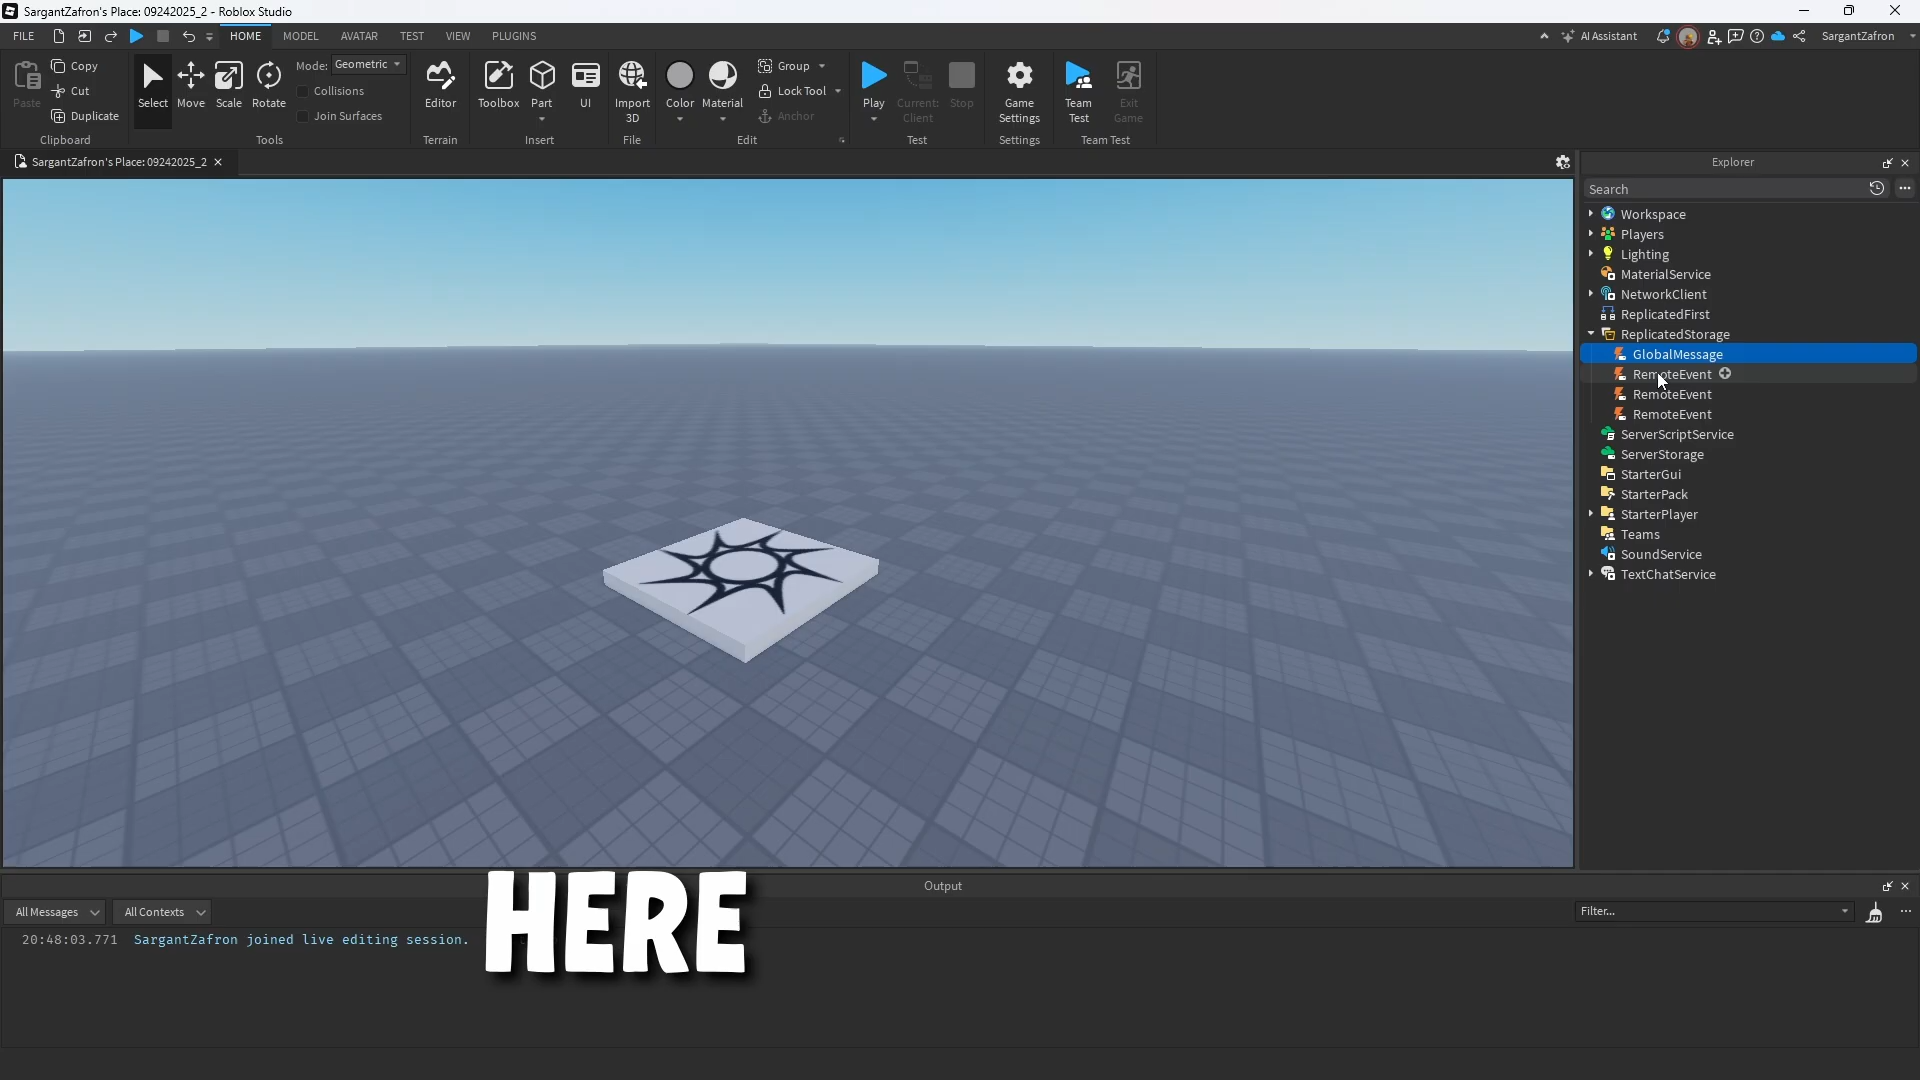 SargantZafron's Place: 09242025_2 - Roblox Studio
FILE HOME MODEL AVATAR TEST VIEW PLUGINS AI Assistant SargantZafron
Paste
Copy
Cut
Duplicate
Clipboard
Select Move Scale Rotate
Mode: Geometric
Collisions
Join Surfaces
Tools
Editor
Terrain
Toolbox Part UI
Insert
Import
3D
File
Color Material
Group
Lock Tool
Anchor
Edit
Play
Current:
Client
Stop
Test
Game
Settings
Settings
Team
Test
Exit
Game
Team Test
SargantZafron's Place: 09242025_2
Explorer
Search
Workspace
Players
Lighting
MaterialService
NetworkClient
ReplicatedFirst
ReplicatedStorage
GlobalMessage
RemoteEvent
RemoteEvent
RemoteEvent
ServerScriptService
ServerStorage
StarterGui
StarterPack
StarterPlayer
Teams
SoundService
TextChatService
Output
All Messages All Contexts Filter...
20:48:03.771 SargantZafron joined live editing session.
HERE